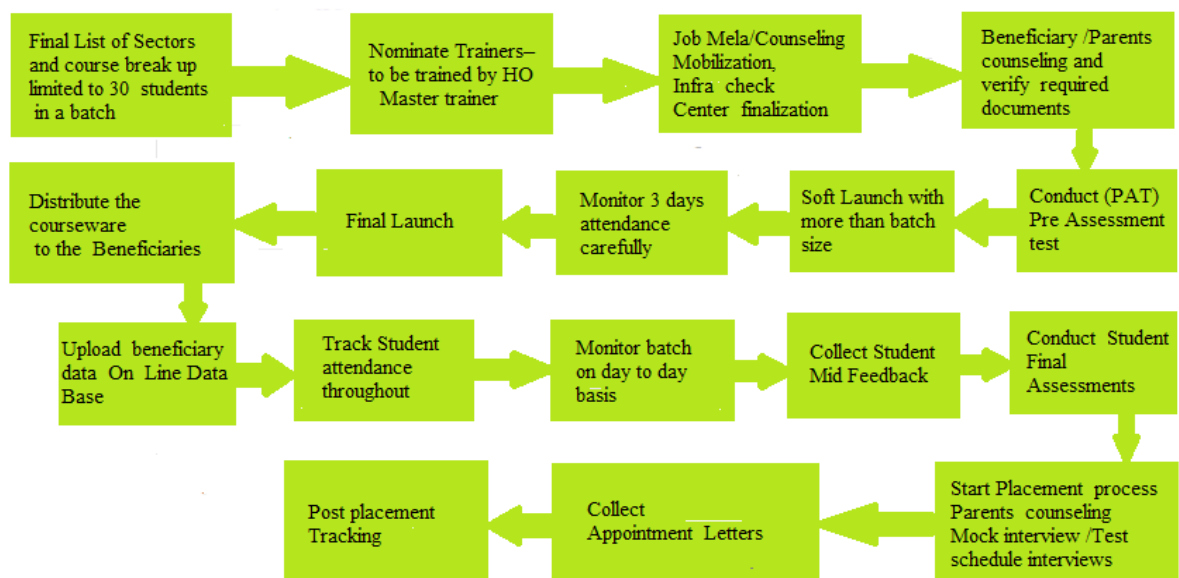 Final List of Sectors
and course break up
limited to 30 students
in a batch
Nominate Trainers–
to be trained by HO
Master trainer
Job Mela/Counseling
Mobilization,
Infra check
Center finalization
Beneficiary /Parents
counseling and
verify required
documents
Conduct (PAT)
Pre Assessment
test
Soft Launch with
more than batch
size
Monitor 3 days
attendance
carefully
Final Launch
Distribute the
courseware
to the Beneficiaries
Upload beneficiary
data On Line Data
Base
Track Student
attendance
throughout
Monitor batch
on day to day
basis
Collect Student
Mid Feedback
Conduct Student
Final
Assessments
Start Placement process
Parents counseling
Mock interview /Test
schedule interviews
Collect
Appointment Letters
Post placement
Tracking